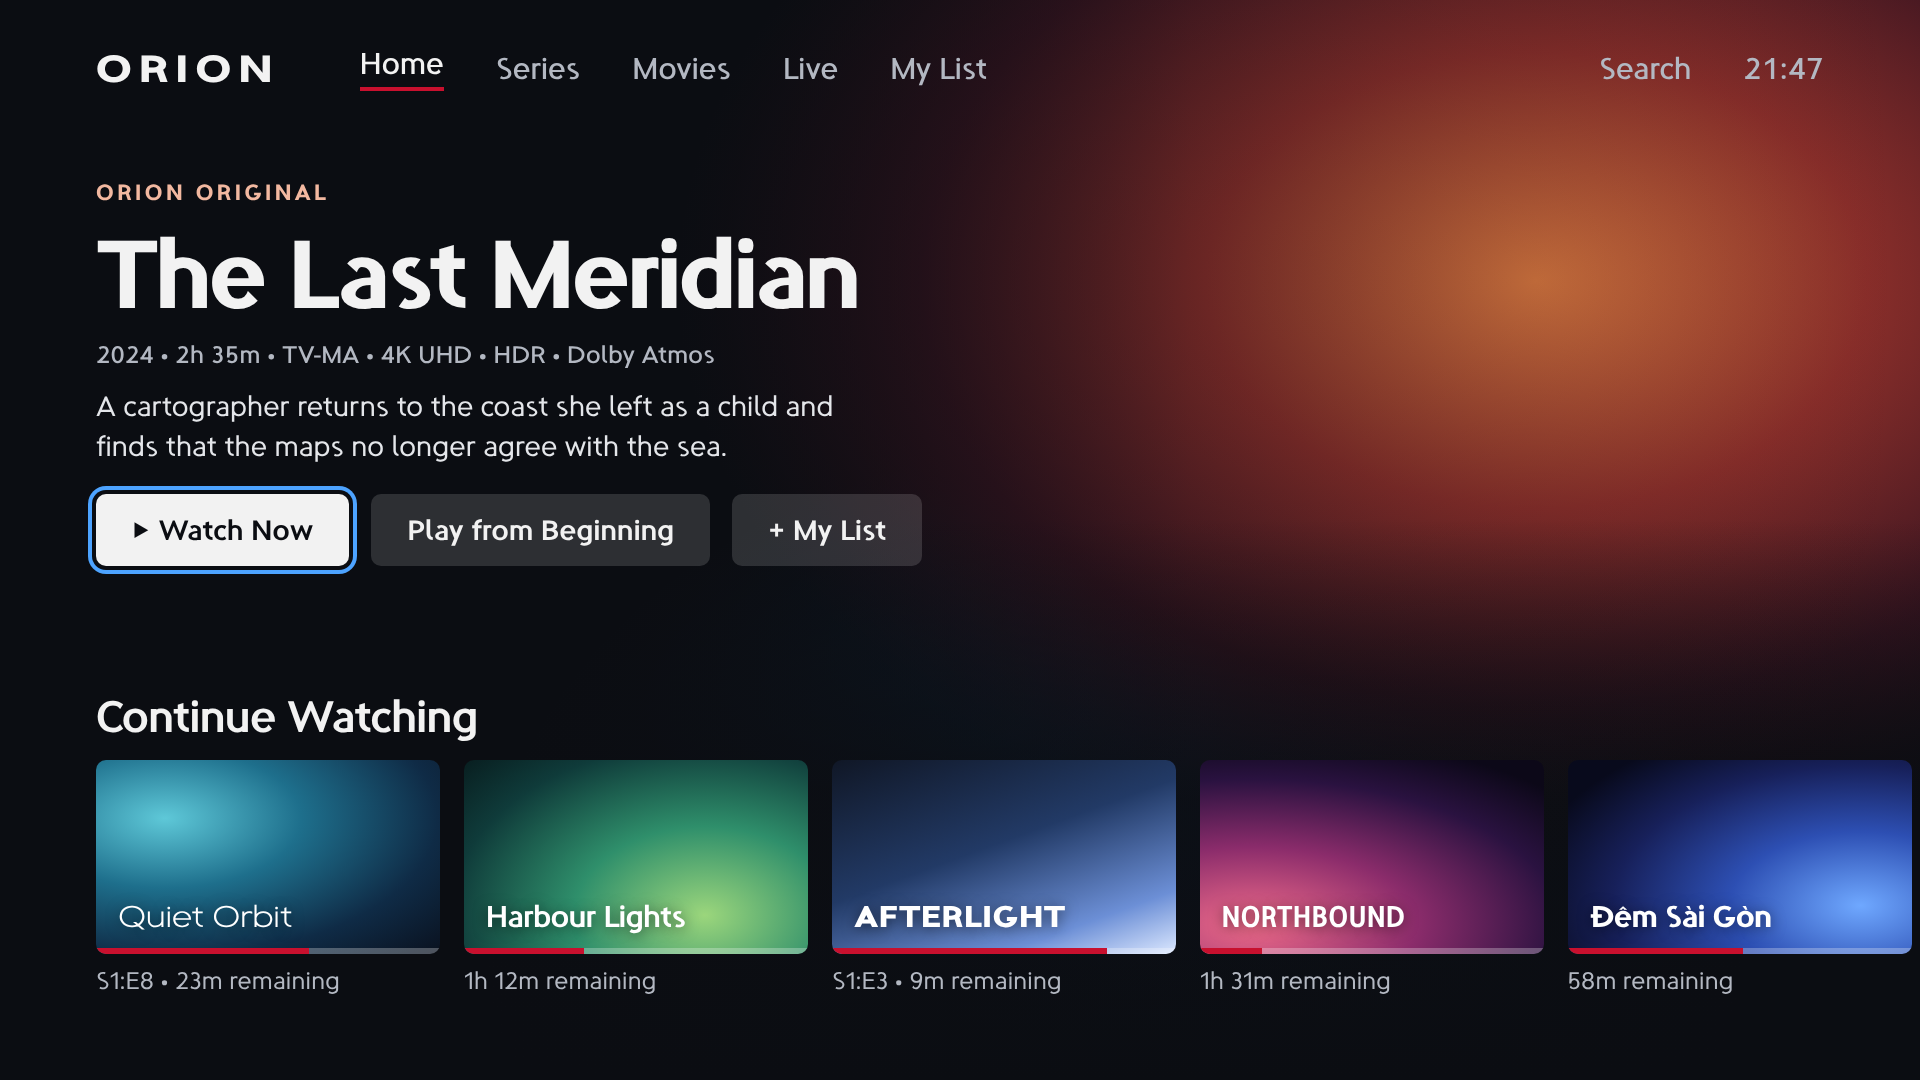 ORION
Home
Series
Movies
Live
My List
Search
21:47
ORION ORIGINAL
The Last Meridian
2024 • 2h 35m • TV-MA • 4K UHD • HDR • Dolby Atmos
A cartographer returns to the coast she left as a child and
finds that the maps no longer agree with the sea.
▶ Watch Now
Play from Beginning
+ My List
Continue Watching
Quiet Orbit
Harbour Lights
AFTERLIGHT
NORTHBOUND
Đêm Sài Gòn
S1:E8 • 23m remaining
1h 12m remaining
S1:E3 • 9m remaining
1h 31m remaining
58m remaining